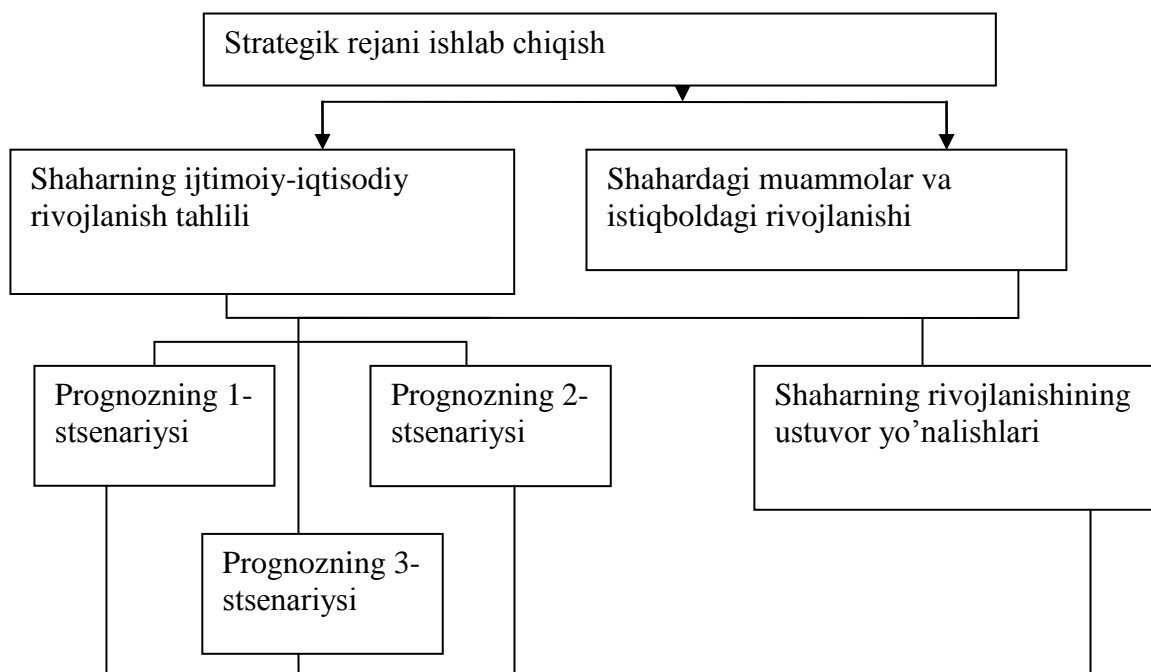 Strategik rejani ishlab chiqish
Shaharning ijtimoiy-iqtisodiy
rivojlanish tahlili
Shahardagi muammolar va
istiqboldagi rivojlanishi
Prognozning 1-
stsenariysi
Prognozning 2-
stsenariysi
Shaharning rivojlanishining
ustuvor yo’nalishlari
Prognozning 3-
stsenariysi